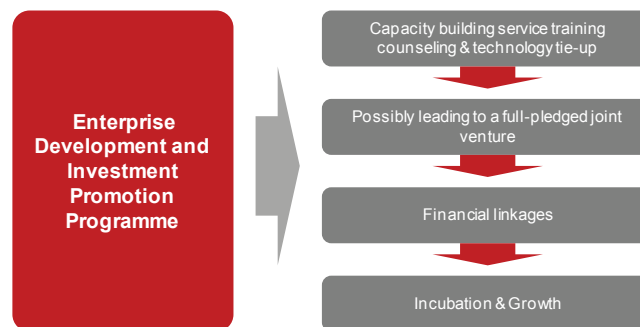 Enterprise
Development and
Investment
Promotion
Programme
Capacity building service training
counseling & technology tie-up
Possibly leading to a full-pledged joint
venture
Financial linkages
Incubation & Growth